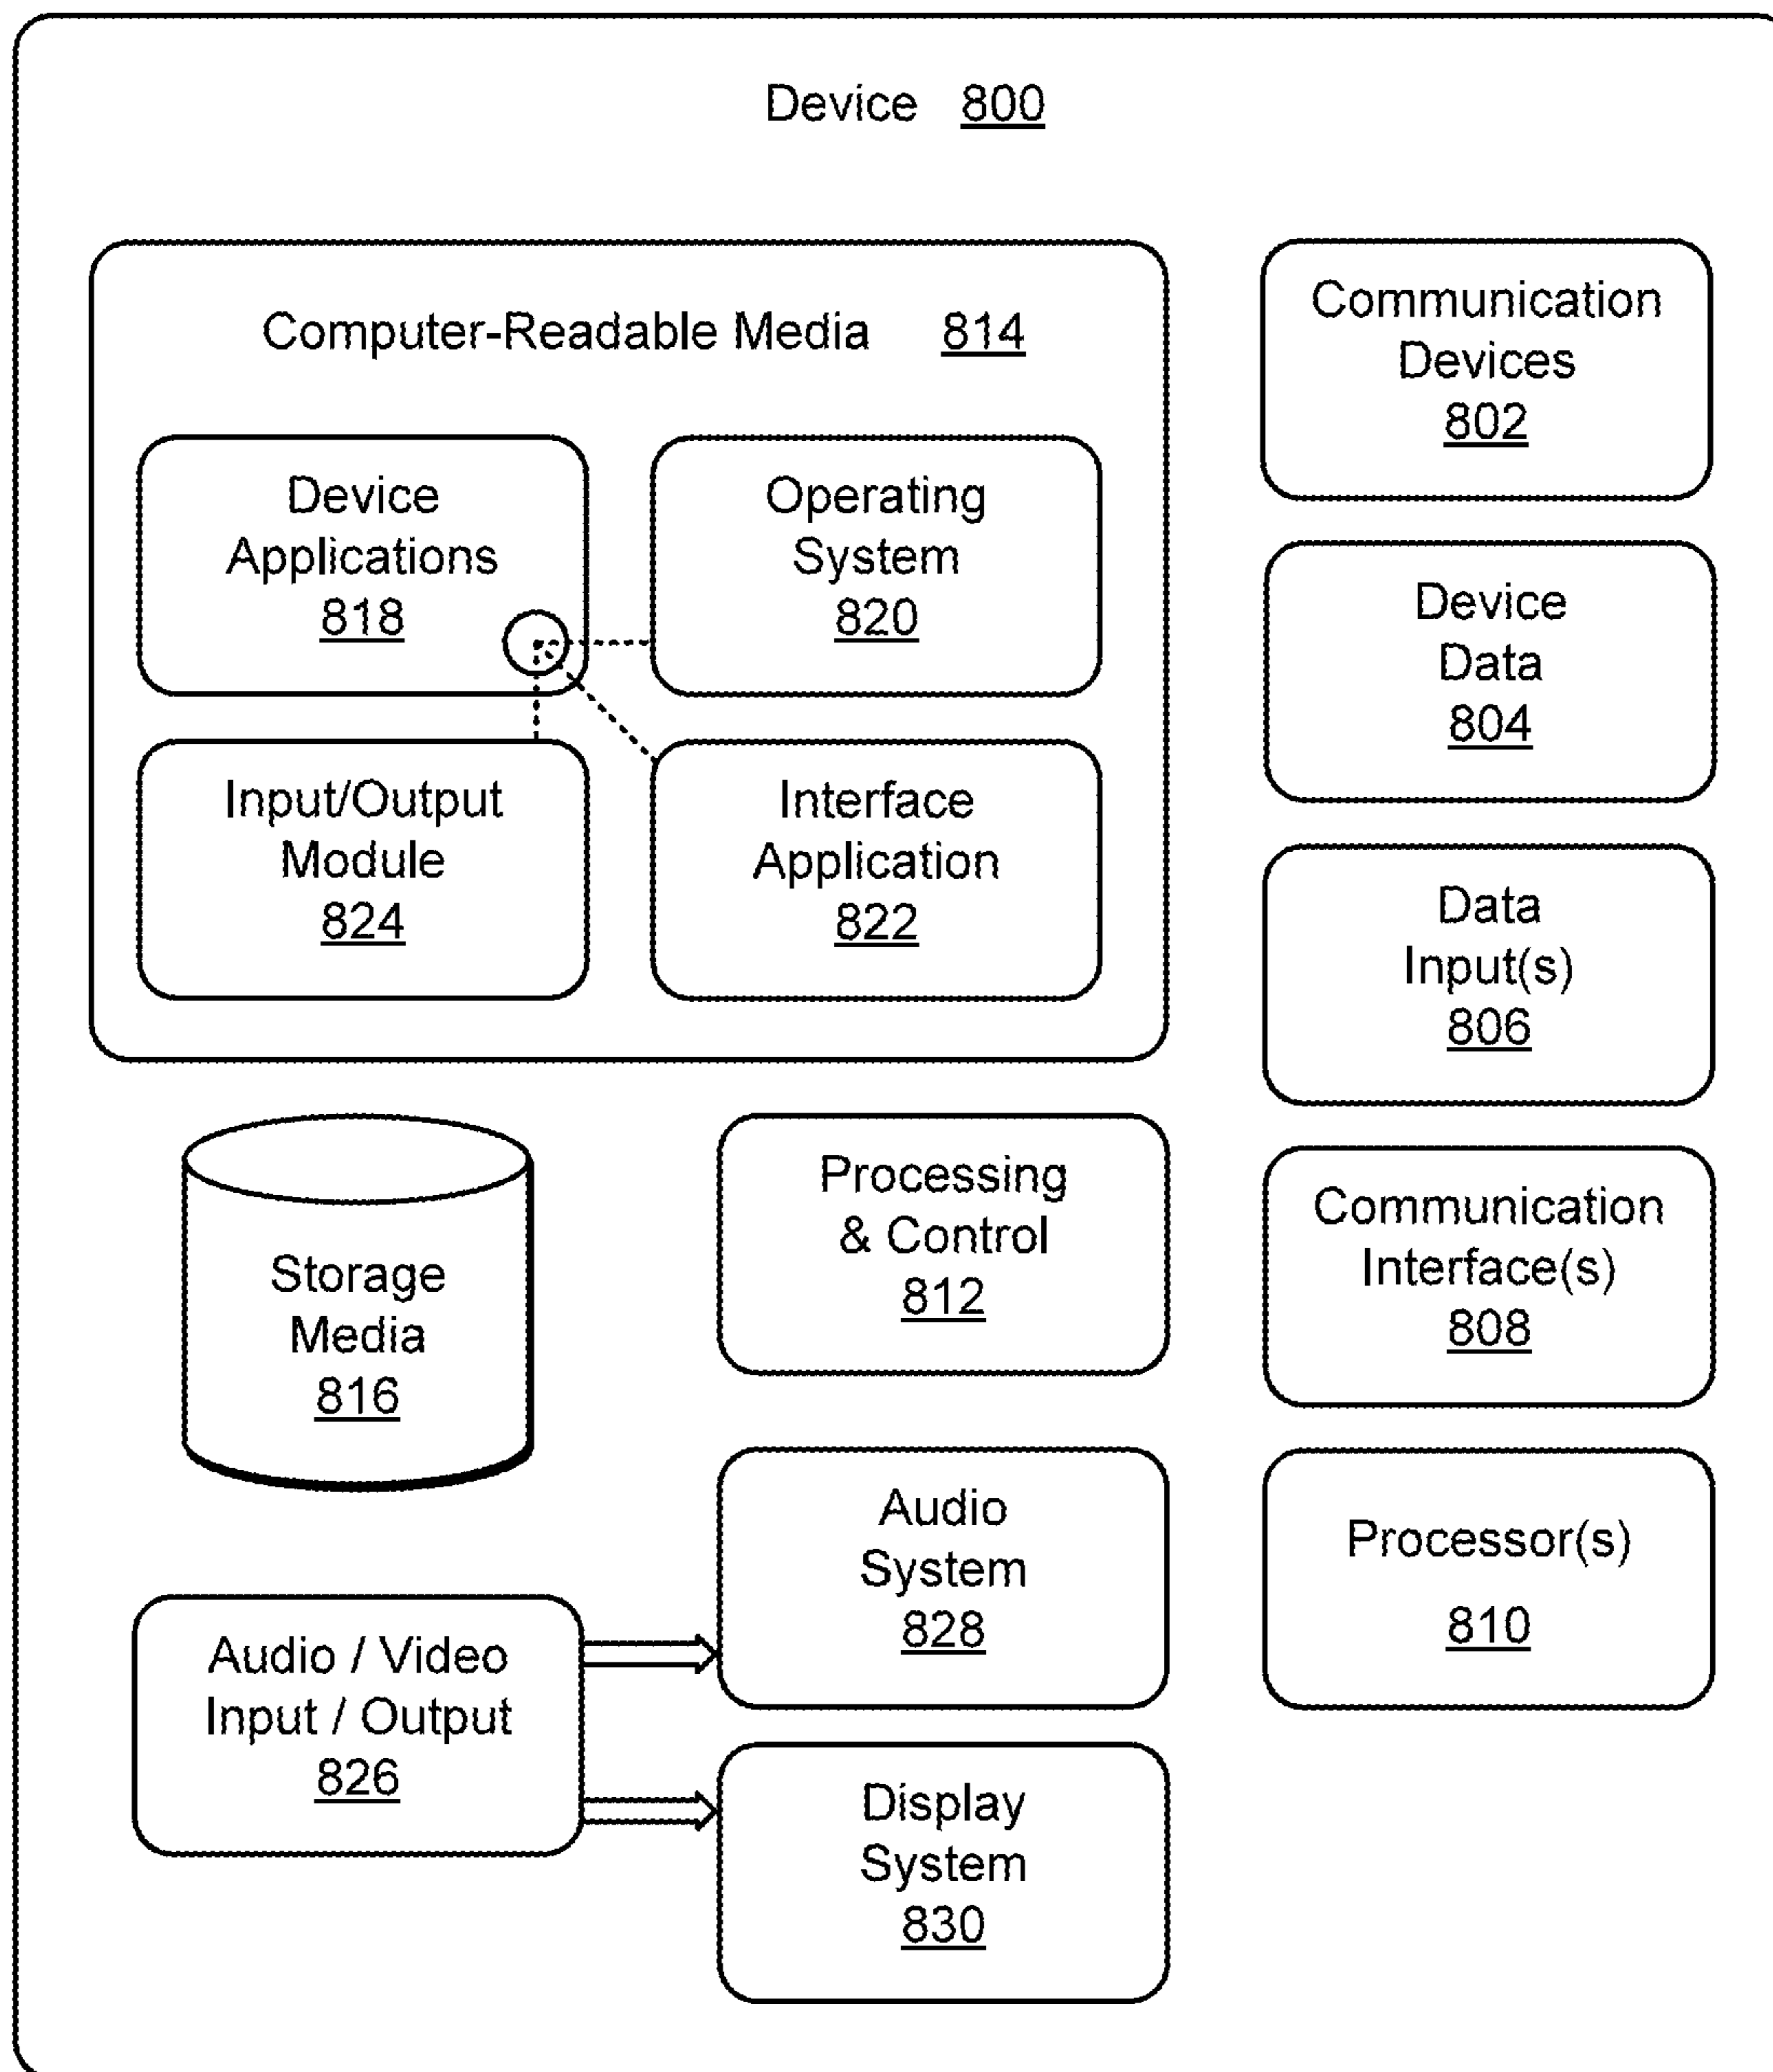 Device 800
Computer-Readable Media 814
Device
Applications
818
Operating
System
820
Input/Output
Module
824
Interface
Application
822
Communication
Devices
802
Device
Data
804
Data
Input(s)
806
Communication
Interface(s)
808
Processor(s)
810
Storage
Media
816
Processing
& Control
812
Audio / Video
Input / Output
826
Audio
System
828
Display
System
830